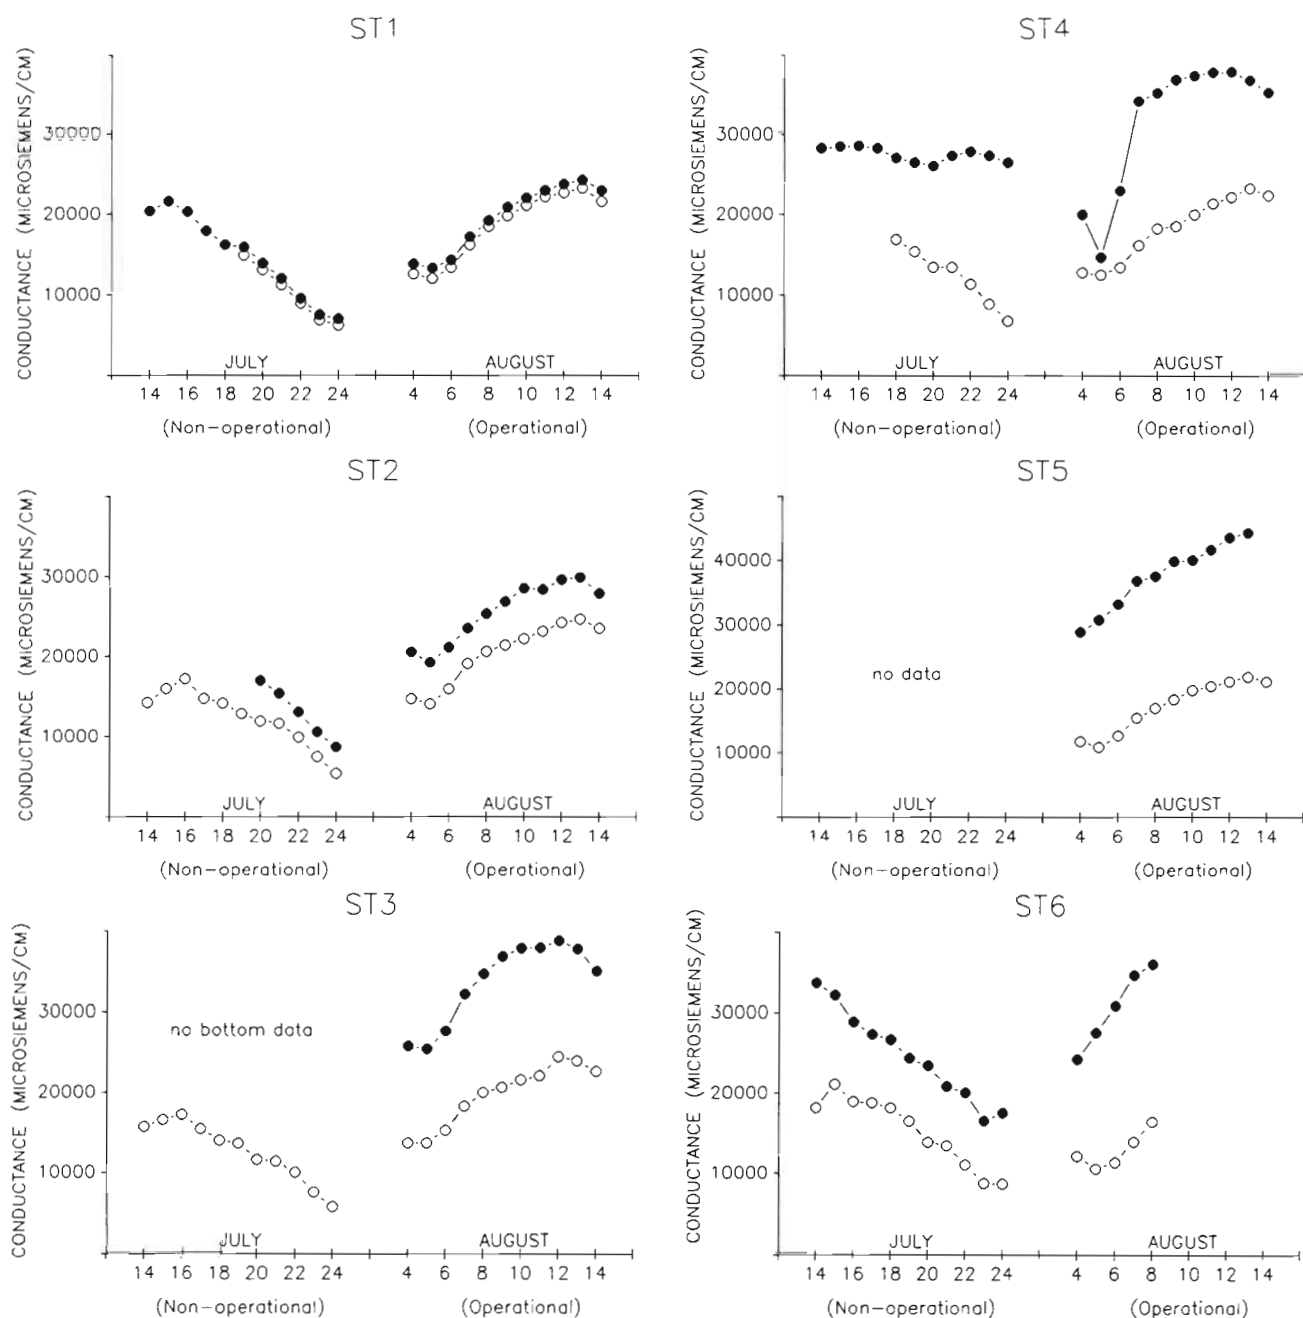 ST1
CONDUCTANCE (MICROSIEMENS/CM)
30000
20000
10000
JULY AUGUST
14 16 18 20 22 24 4 6 8 10 12 14
(Non-operational) (Operational)
ST2
CONDUCTANCE (MICROSIEMENS/CM)
30000
20000
10000
JULY AUGUST
14 16 18 20 22 24 4 6 8 10 12 14
(Non-operational) (Operational)
ST3
CONDUCTANCE (MICROSIEMENS/CM)
30000
no bottom data
20000
10000
JULY AUGUST
14 16 18 20 22 24 4 6 8 10 12 14
(Non-operational) (Operational)
ST4
CONDUCTANCE (MICROSIEMENS/CM)
30000
20000
10000
JULY AUGUST
14 16 18 20 22 24 4 6 8 10 12 14
(Non-operational) (Operational)
ST5
CONDUCTANCE (MICROSIEMENS/CM)
40000
30000
20000
no data
10000
JULY AUGUST
14 16 18 20 22 24 4 6 8 10 12 14
(Non-operational) (Operational)
ST6
CONDUCTANCE (MICROSIEMENS/CM)
30000
20000
10000
JULY AUGUST
14 16 18 20 22 24 4 6 8 10 12 14
(Non-operational) (Operational)